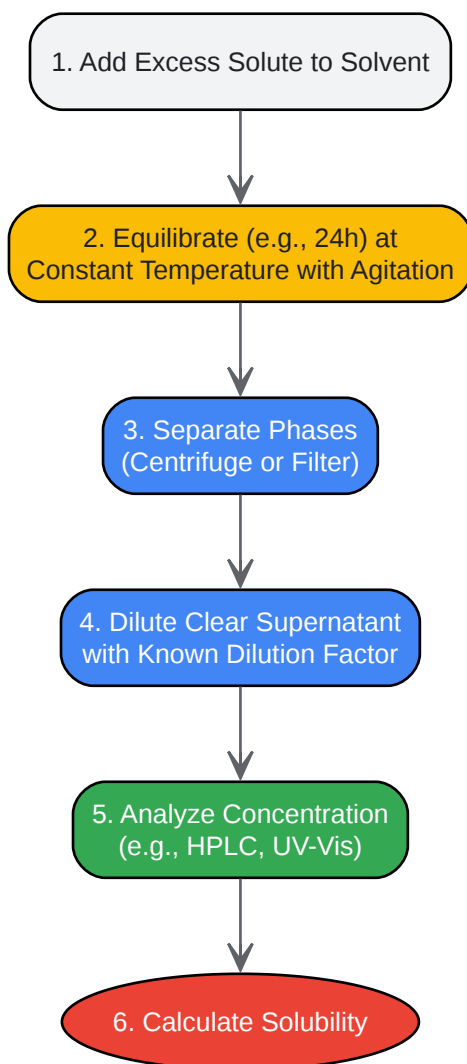 1. Add Excess Solute to Solvent
2. Equilibrate (e.g., 24h) at
Constant Temperature with Agitation
3. Separate Phases
(Centrifuge or Filter)
4. Dilute Clear Supernatant
with Known Dilution Factor
5. Analyze Concentration
(e.g., HPLC, UV-Vis)
6. Calculate Solubility